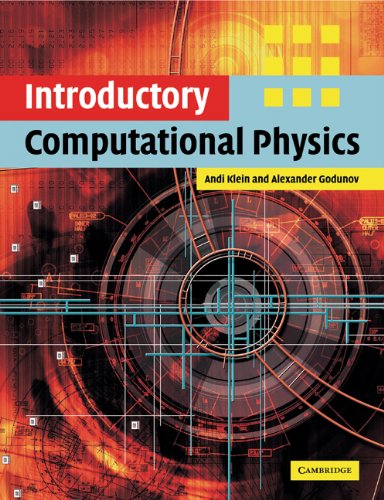 Introductory
Computational Physics
Andi Klein and Alexander Godunov
CAMBRIDGE